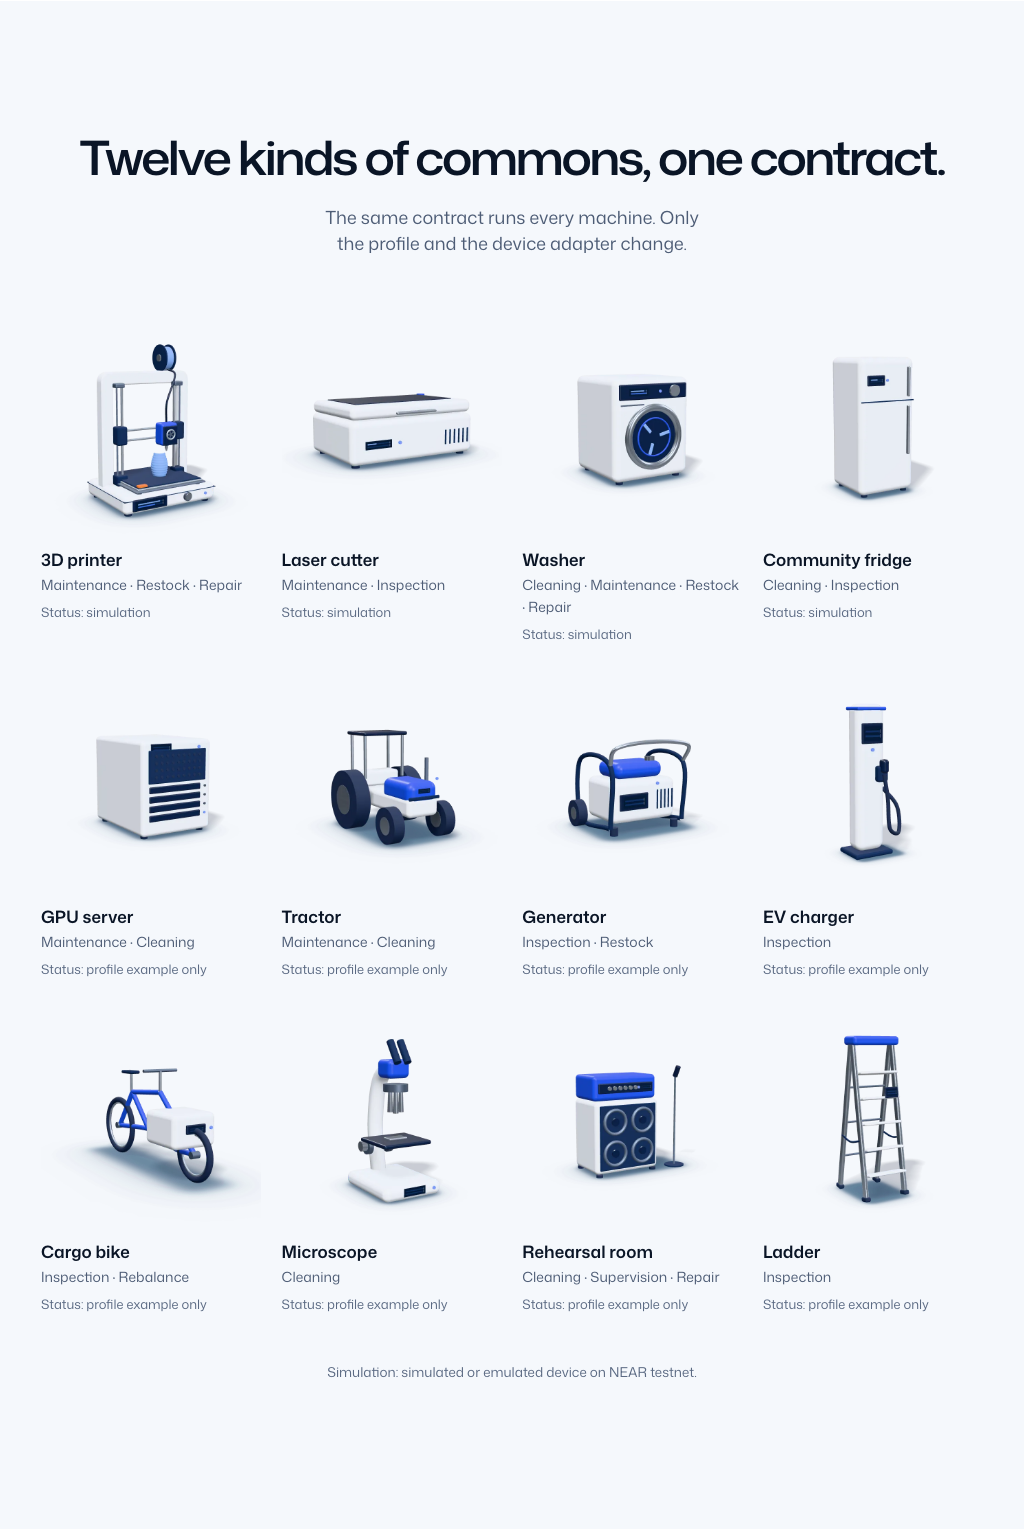 Twelve kinds of commons, one contract.
The same contract runs every machine. Only
the profile and the device adapter change.
3D printer
Maintenance · Restock · Repair
Status: simulation
Laser cutter
Maintenance · Inspection
Status: simulation
Washer
Cleaning · Maintenance · Restock
· Repair
Status: simulation
Community fridge
Cleaning · Inspection
Status: simulation
GPU server
Maintenance · Cleaning
Status: profile example only
Tractor
Maintenance · Cleaning
Status: profile example only
Generator
Inspection · Restock
Status: profile example only
EV charger
Inspection
Status: profile example only
Cargo bike
Inspection · Rebalance
Status: profile example only
Microscope
Cleaning
Status: profile example only
Rehearsal room
Cleaning · Supervision · Repair
Status: profile example only
Ladder
Inspection
Status: profile example only
Simulation: simulated or emulated device on NEAR testnet.